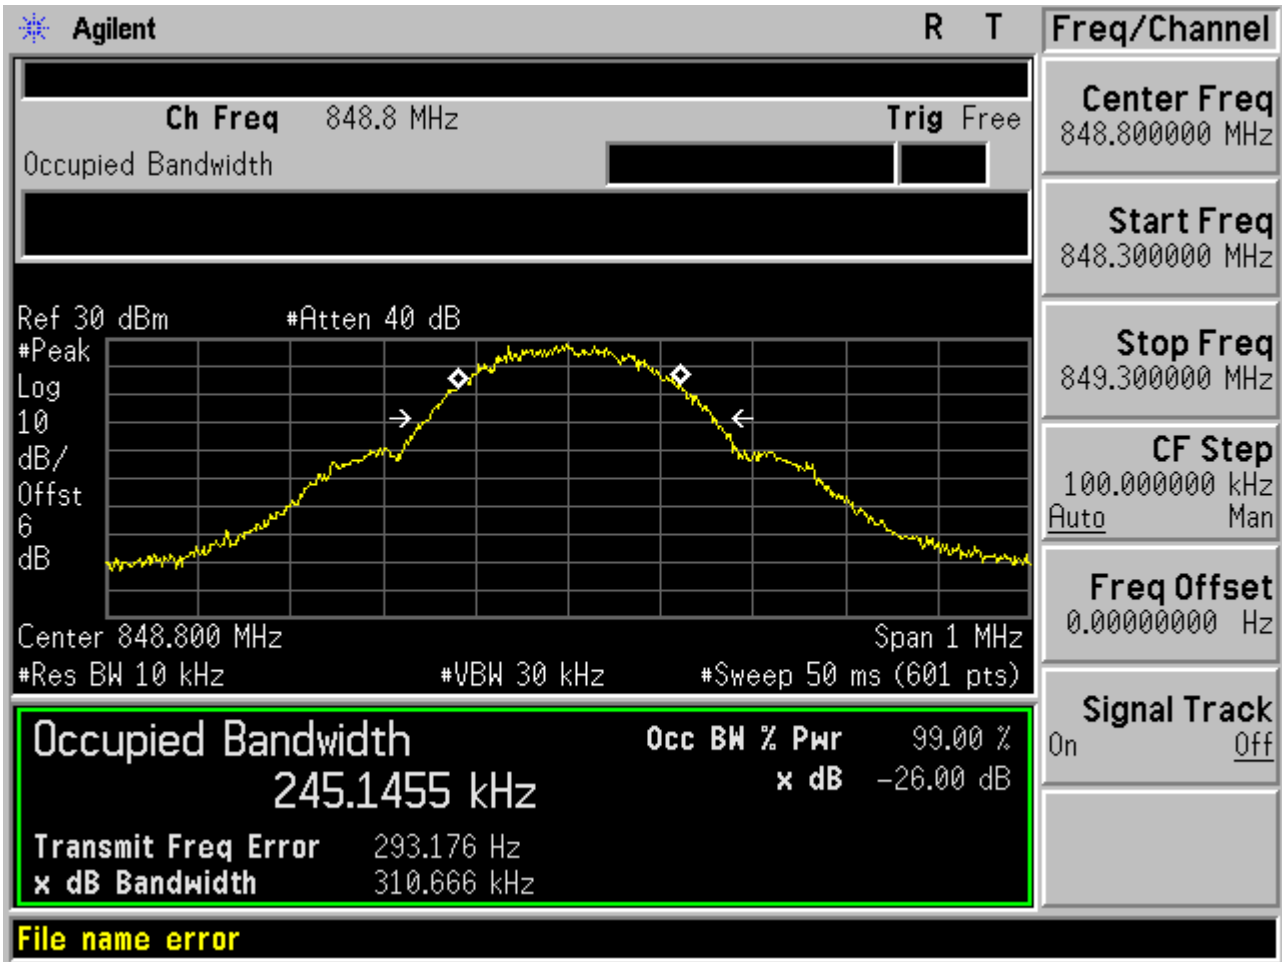 Agilent R T
Ch Freq 848.8 MHz Trig Free
Occupied Bandwidth
Ref 30 dBm #Atten 40 dB
#Peak
Log
10
dB/
Offst
6
dB
Center 848.800 MHz Span 1 MHz
#Res BW 10 kHz #VBW 30 kHz #Sweep 50 ms (601 pts)
Occupied Bandwidth Occ BW % Pwr 99.00 %
245.1455 kHz x dB -26.00 dB
Transmit Freq Error 293.176 Hz
x dB Bandwidth 310.666 kHz
File name error
Freq/Channel
Center Freq
848.800000 MHz
Start Freq
848.300000 MHz
Stop Freq
849.300000 MHz
CF Step
100.000000 kHz
Auto Man
Freq Offset
0.00000000 Hz
Signal Track
On Off